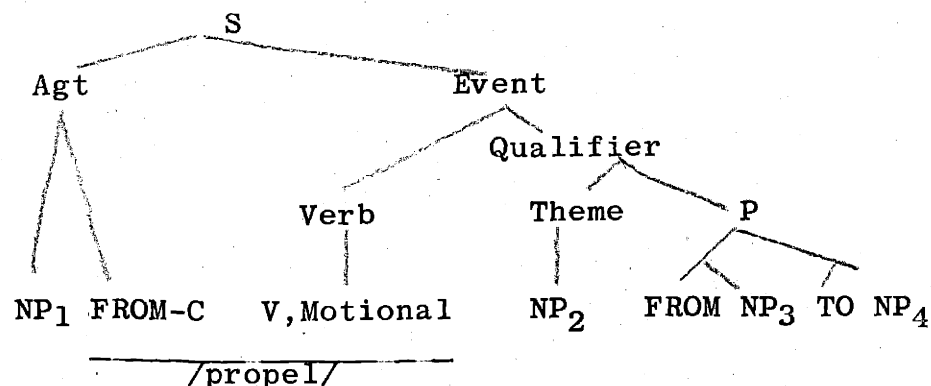 S
Agt Event
Qualifier
Verb Theme P
NP1 FROM-C V,Motional NP2 FROM NP3 TO NP4
/propel/